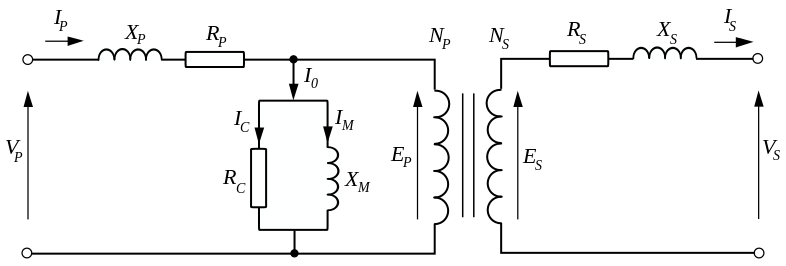 I_P X_P R_P N_P N_S R_S X_S I_S
I_0
I_C I_M
V_P R_C X_M E_P E_S V_S